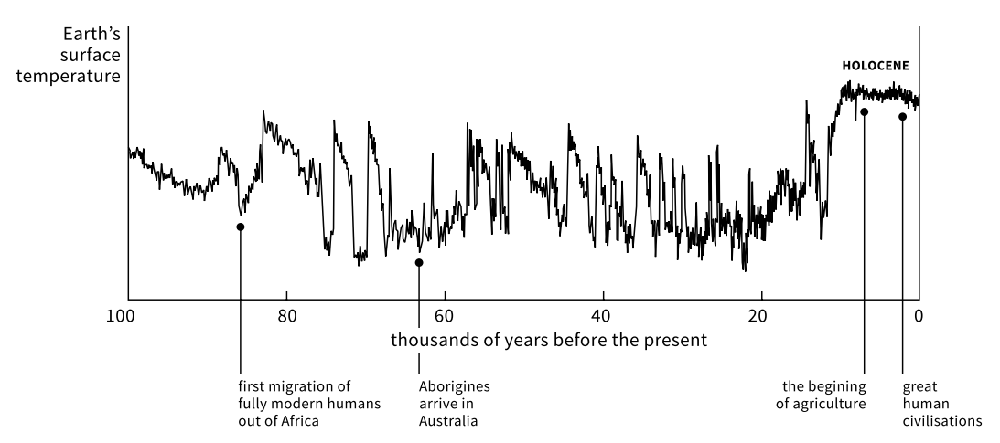 Earth's
surface
temperature
HOLOCENE
100
80
60
40
20
0
thousands of years before the present
first migration of
fully modern humans
out of Africa
Aborigines
arrive in
Australia
the begining
of agriculture
great
human
civilisations